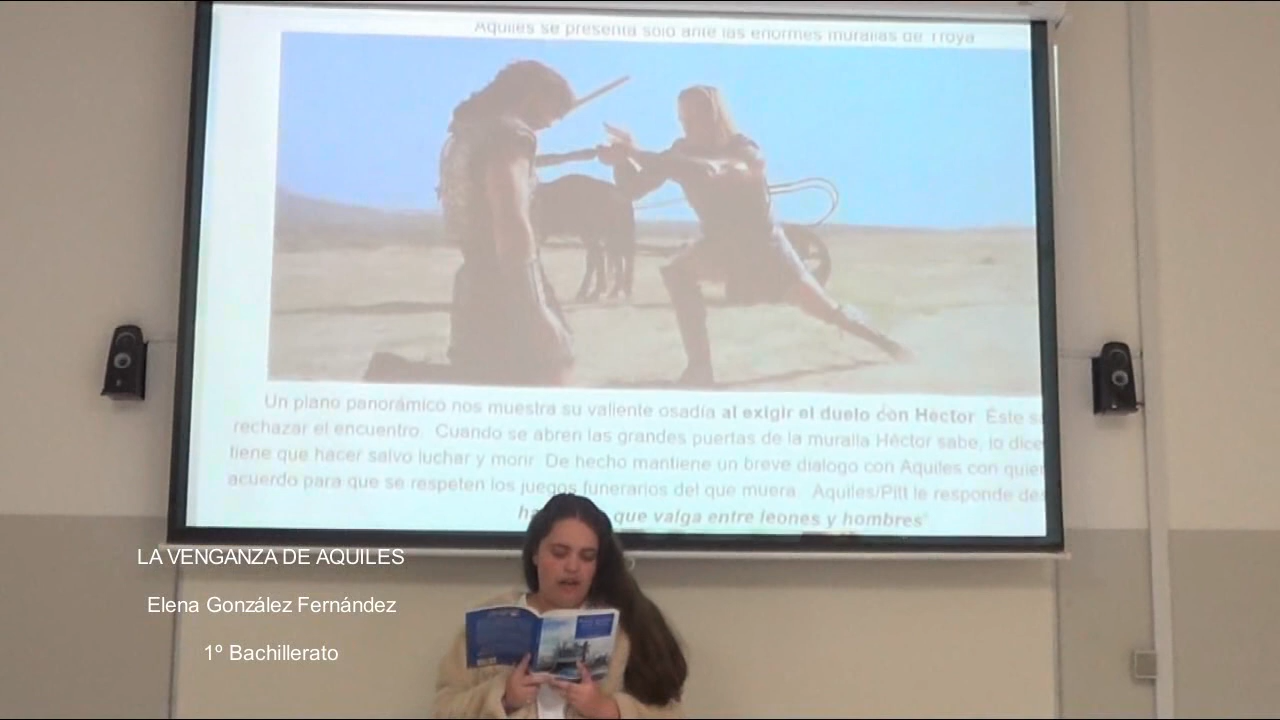 Aquiles se presenta solo ante las enormes murallas de Troya
Un plano panorámico nos muestra su valiente osadía al exigir el duelo con Héctor Éste
rechazar el encuentro. Cuando se abren las grandes puertas de la muralla Héctor sabe, lo dice
tiene que hacer salvo luchar y morir. De hecho mantiene un breve dialogo con Aquiles con quien
acuerdo para que se respeten los juegos funerarios del que muera. Aquiles/Pitt le responde
que valga entre leones y hombres"
LA VENGANZA DE AQUILES
Elena González Fernández
1º Bachillerato